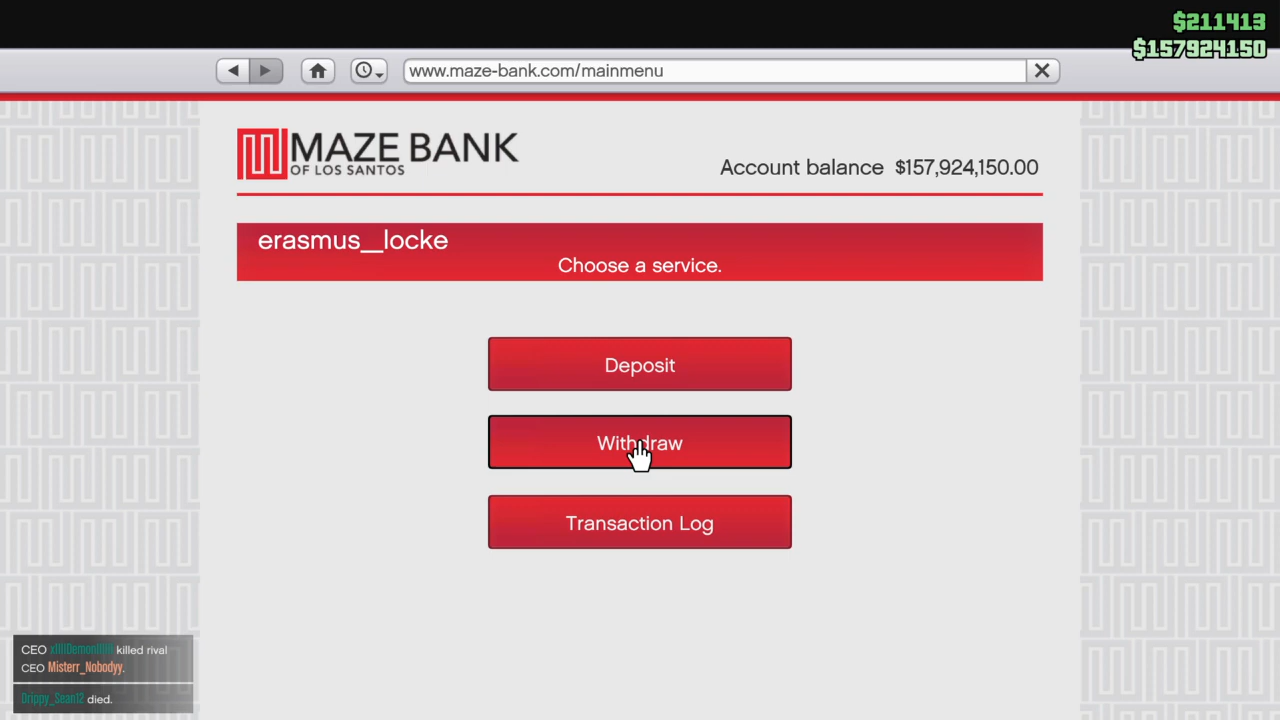 $211413
$157924150
www.maze-bank.com/mainmenu
MAZE BANK
OF LOS SANTOS
Account balance $157,924,150.00
erasmus__locke
Choose a service.
Deposit
Withdraw
Transaction Log
CEO killed rival
CEO Misterr_Nobodyy.
Drippy_Sean12 died.